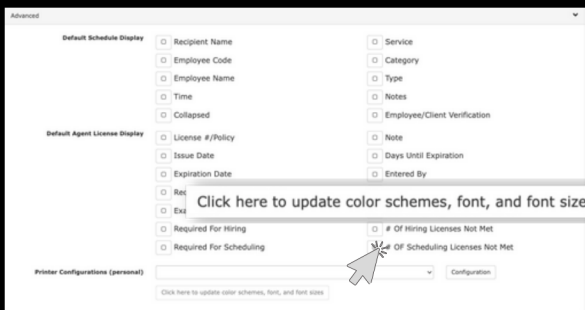 Advanced
Default Schedule Display
Recipient Name
Service
Employee Code
Category
Employee Name
Type
Time
Notes
Collapsed
Employee/Client Verification
Default Agent License Display
License #/Policy
Note
Issue Date
Days Until Expiration
Expiration Date
Entered By
Click here to update color schemes, font, and font size
Required For Hiring
# Of Hiring Licenses Not Met
Required For Scheduling
# OF Scheduling Licenses Not Met
Printer Configurations (personal)
Configuration
Click here to update color schemes, font, and font sizes